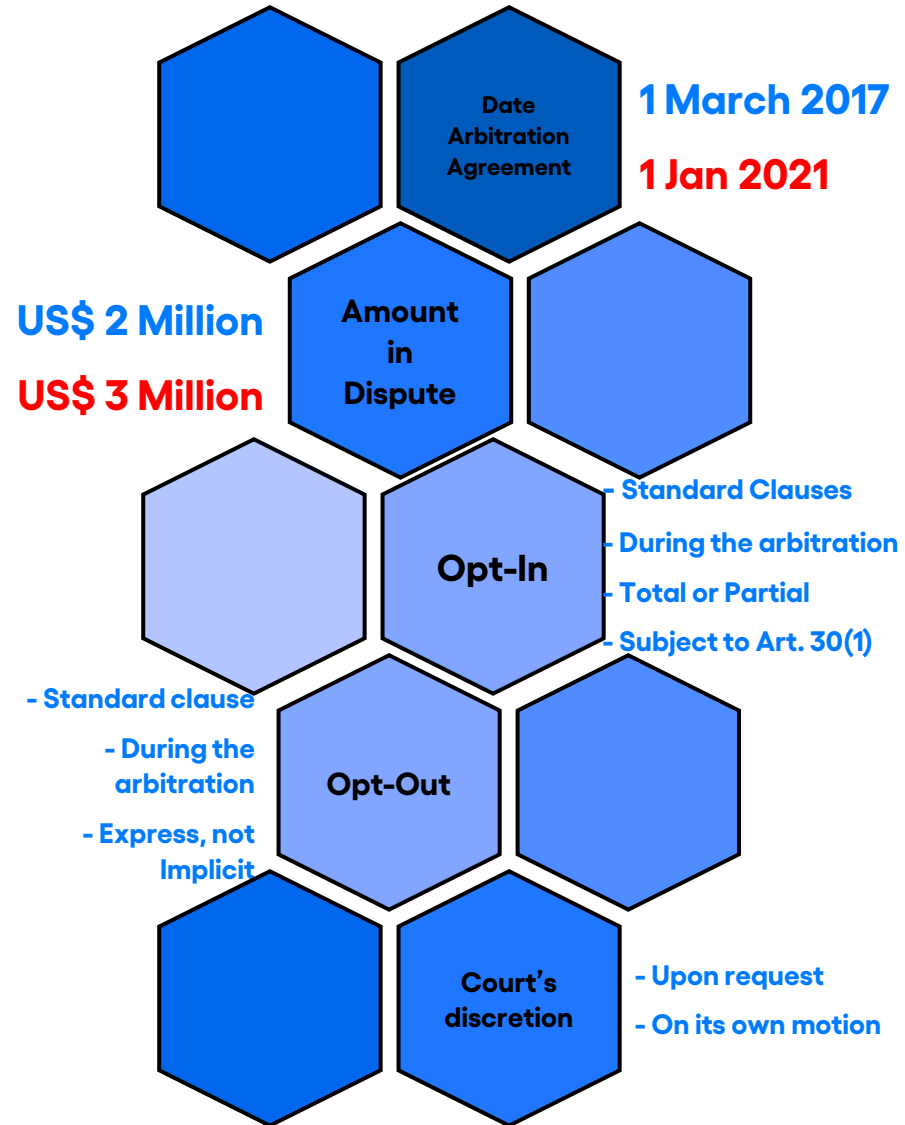 Date
Arbitration
Agreement
1 March 2017
1 Jan 2021
US$ 2 Million
US$ 3 Million
Amount
in
Dispute
Opt-In
- Standard Clauses
- During the arbitration
- Total or Partial
- Subject to Art. 30(1)
- Standard clause
- During the
arbitration
- Express, not
Implicit
Opt-Out
Court’s
discretion
- Upon request
- On its own motion